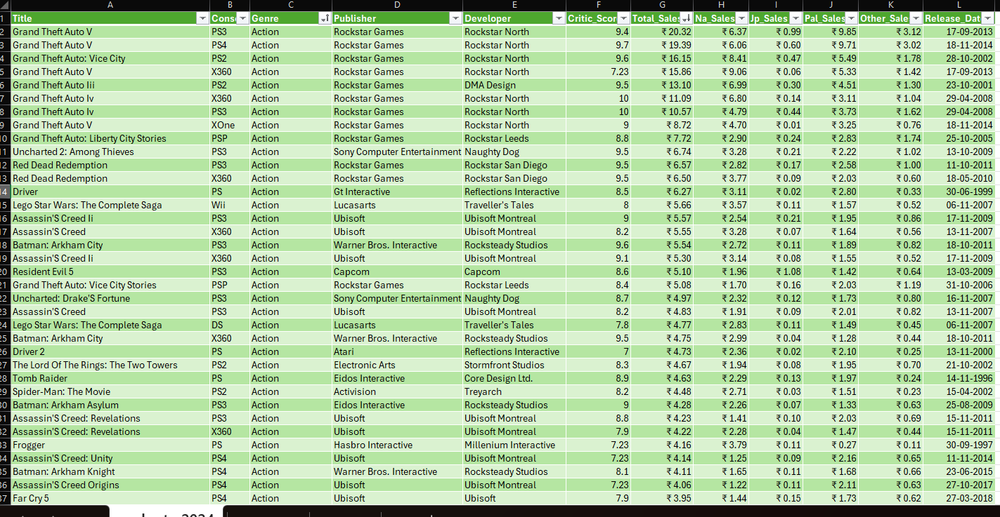 A B C D E F G H I J K L
1 Title Conso Genre Publisher Developer Critic_Scor Total_Sales Na_Sales Jp_Sales Pal_Sales Other_Sale Release_Dat
2 Grand Theft Auto V PS3 Action Rockstar Games Rockstar North 9.4 ₹ 20.32 ₹ 6.37 ₹ 0.99 ₹ 9.85 ₹ 3.12 17-09-2013
3 Grand Theft Auto V PS4 Action Rockstar Games Rockstar North 9.7 ₹ 19.39 ₹ 6.06 ₹ 0.60 ₹ 9.71 ₹ 3.02 18-11-2014
4 Grand Theft Auto: Vice City PS2 Action Rockstar Games Rockstar North 9.6 ₹ 16.15 ₹ 8.41 ₹ 0.47 ₹ 5.49 ₹ 1.78 28-10-2002
5 Grand Theft Auto V X360 Action Rockstar Games Rockstar North 7.23 ₹ 15.86 ₹ 9.06 ₹ 0.06 ₹ 5.33 ₹ 1.42 17-09-2013
6 Grand Theft Auto Iii PS2 Action Rockstar Games DMA Design 9.5 ₹ 13.10 ₹ 6.99 ₹ 0.30 ₹ 4.51 ₹ 1.30 23-10-2001
7 Grand Theft Auto Iv X360 Action Rockstar Games Rockstar North 10 ₹ 11.09 ₹ 6.80 ₹ 0.14 ₹ 3.11 ₹ 1.04 29-04-2008
8 Grand Theft Auto Iv PS3 Action Rockstar Games Rockstar North 10 ₹ 10.57 ₹ 4.79 ₹ 0.44 ₹ 3.73 ₹ 1.62 29-04-2008
9 Grand Theft Auto V XOne Action Rockstar Games Rockstar North 9 ₹ 8.72 ₹ 4.70 ₹ 0.01 ₹ 3.25 ₹ 0.76 18-11-2014
10 Grand Theft Auto: Liberty City Stories PSP Action Rockstar Games Rockstar Leeds 8.8 ₹ 7.72 ₹ 2.90 ₹ 0.24 ₹ 2.83 ₹ 1.74 25-10-2005
11 Uncharted 2: Among Thieves PS3 Action Sony Computer Entertainment Naughty Dog 9.5 ₹ 6.74 ₹ 3.28 ₹ 0.21 ₹ 2.22 ₹ 1.02 13-10-2009
12 Red Dead Redemption PS3 Action Rockstar Games Rockstar San Diego 9.5 ₹ 6.57 ₹ 2.82 ₹ 0.17 ₹ 2.58 ₹ 1.00 11-10-2011
13 Red Dead Redemption X360 Action Rockstar Games Rockstar San Diego 9.5 ₹ 6.50 ₹ 3.77 ₹ 0.09 ₹ 2.03 ₹ 0.60 18-05-2010
14 Driver PS Action Gt Interactive Reflections Interactive 8.5 ₹ 6.27 ₹ 3.11 ₹ 0.02 ₹ 2.80 ₹ 0.33 30-06-1999
15 Lego Star Wars: The Complete Saga Wii Action Lucasarts Traveller's Tales 8 ₹ 5.66 ₹ 3.57 ₹ 0.11 ₹ 1.57 ₹ 0.52 06-11-2007
16 Assassin'S Creed Ii PS3 Action Ubisoft Ubisoft Montreal 9 ₹ 5.57 ₹ 2.54 ₹ 0.21 ₹ 1.95 ₹ 0.86 17-11-2009
17 Assassin'S Creed X360 Action Ubisoft Ubisoft Montreal 8.2 ₹ 5.55 ₹ 3.28 ₹ 0.07 ₹ 1.64 ₹ 0.56 13-11-2007
18 Batman: Arkham City PS3 Action Warner Bros. Interactive Rocksteady Studios 9.6 ₹ 5.54 ₹ 2.72 ₹ 0.11 ₹ 1.89 ₹ 0.82 18-10-2011
19 Assassin'S Creed Ii X360 Action Ubisoft Ubisoft Montreal 9.1 ₹ 5.30 ₹ 3.14 ₹ 0.08 ₹ 1.55 ₹ 0.52 17-11-2009
20 Resident Evil 5 PS3 Action Capcom Capcom 8.6 ₹ 5.10 ₹ 1.96 ₹ 1.08 ₹ 1.42 ₹ 0.64 13-03-2009
21 Grand Theft Auto: Vice City Stories PSP Action Rockstar Games Rockstar Leeds 8.4 ₹ 5.08 ₹ 1.70 ₹ 0.16 ₹ 2.03 ₹ 1.19 31-10-2006
22 Uncharted: Drake'S Fortune PS3 Action Sony Computer Entertainment Naughty Dog 8.7 ₹ 4.97 ₹ 2.32 ₹ 0.12 ₹ 1.73 ₹ 0.80 16-11-2007
23 Assassin'S Creed PS3 Action Ubisoft Ubisoft Montreal 8.2 ₹ 4.83 ₹ 1.91 ₹ 0.09 ₹ 2.01 ₹ 0.82 13-11-2007
24 Lego Star Wars: The Complete Saga DS Action Lucasarts Traveller's Tales 7.8 ₹ 4.77 ₹ 2.83 ₹ 0.11 ₹ 1.49 ₹ 0.45 06-11-2007
25 Batman: Arkham City X360 Action Warner Bros. Interactive Rocksteady Studios 9.5 ₹ 4.75 ₹ 2.99 ₹ 0.04 ₹ 1.28 ₹ 0.44 18-10-2011
26 Driver 2 PS Action Atari Reflections Interactive 7 ₹ 4.73 ₹ 2.36 ₹ 0.02 ₹ 2.10 ₹ 0.25 13-11-2000
27 The Lord Of The Rings: The Two Towers PS2 Action Electronic Arts Stormfront Studios 8.3 ₹ 4.67 ₹ 1.94 ₹ 0.08 ₹ 1.95 ₹ 0.70 21-10-2002
28 Tomb Raider PS Action Eidos Interactive Core Design Ltd. 8.9 ₹ 4.63 ₹ 2.29 ₹ 0.13 ₹ 1.97 ₹ 0.24 14-11-1996
29 Spider-Man: The Movie PS2 Action Activision Treyarch 8.2 ₹ 4.48 ₹ 2.71 ₹ 0.03 ₹ 1.51 ₹ 0.23 15-04-2002
30 Batman: Arkham Asylum PS3 Action Eidos Interactive Rocksteady Studios 9 ₹ 4.28 ₹ 2.26 ₹ 0.07 ₹ 1.33 ₹ 0.63 25-08-2009
31 Assassin'S Creed: Revelations PS3 Action Ubisoft Ubisoft Montreal 8.8 ₹ 4.23 ₹ 1.41 ₹ 0.10 ₹ 2.03 ₹ 0.69 15-11-2011
32 Assassin'S Creed: Revelations X360 Action Ubisoft Ubisoft Montreal 7.9 ₹ 4.22 ₹ 2.28 ₹ 0.04 ₹ 1.47 ₹ 0.44 15-11-2011
33 Frogger PS Action Hasbro Interactive Millenium Interactive 7.23 ₹ 4.16 ₹ 3.79 ₹ 0.11 ₹ 0.27 ₹ 0.11 30-09-1997
34 Assassin'S Creed: Unity PS4 Action Ubisoft Ubisoft Montreal 7.23 ₹ 4.14 ₹ 1.25 ₹ 0.09 ₹ 2.16 ₹ 0.65 11-11-2014
35 Batman: Arkham Knight PS4 Action Warner Bros. Interactive Rocksteady Studios 8.1 ₹ 4.11 ₹ 1.65 ₹ 0.11 ₹ 1.68 ₹ 0.66 23-06-2015
36 Assassin'S Creed Origins PS4 Action Ubisoft Ubisoft Montreal 7.23 ₹ 4.06 ₹ 1.22 ₹ 0.11 ₹ 2.11 ₹ 0.63 27-10-2017
37 Far Cry 5 PS4 Action Ubisoft Ubisoft 7.9 ₹ 3.95 ₹ 1.44 ₹ 0.15 ₹ 1.73 ₹ 0.62 27-03-2018